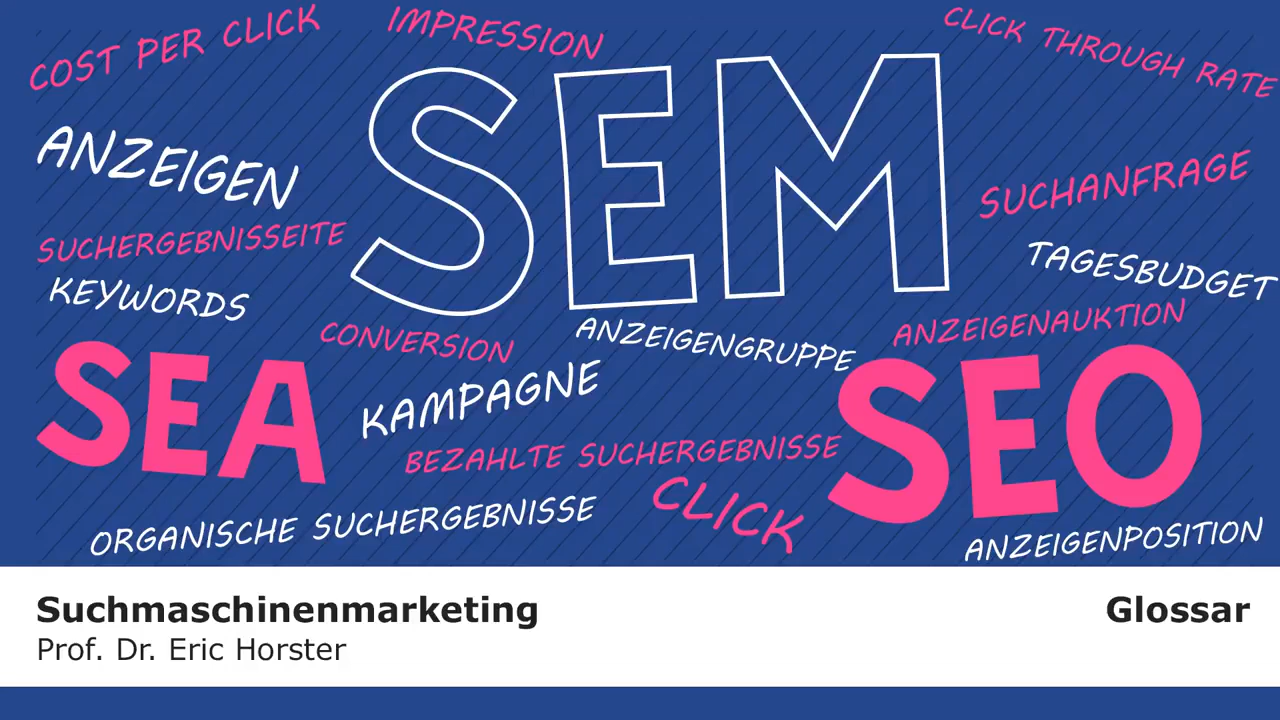 COST PER CLICK
IMPRESSION
CLICK THROUGH RATE
SEM
ANZEIGEN
SUCHANFRAGE
SUCHERGEBNISSEITE
TAGESBUDGET
KEYWORDS
CONVERSION
ANZEIGENGRUPPE
ANZEIGENAUKTION
SEA
KAMPAGNE
SEO
BEZAHLTE SUCHERGEBNISSE
CLICK
ORGANISCHE SUCHERGEBNISSE
ANZEIGENPOSITION
Suchmaschinenmarketing
Glossar
Prof. Dr. Eric Horster